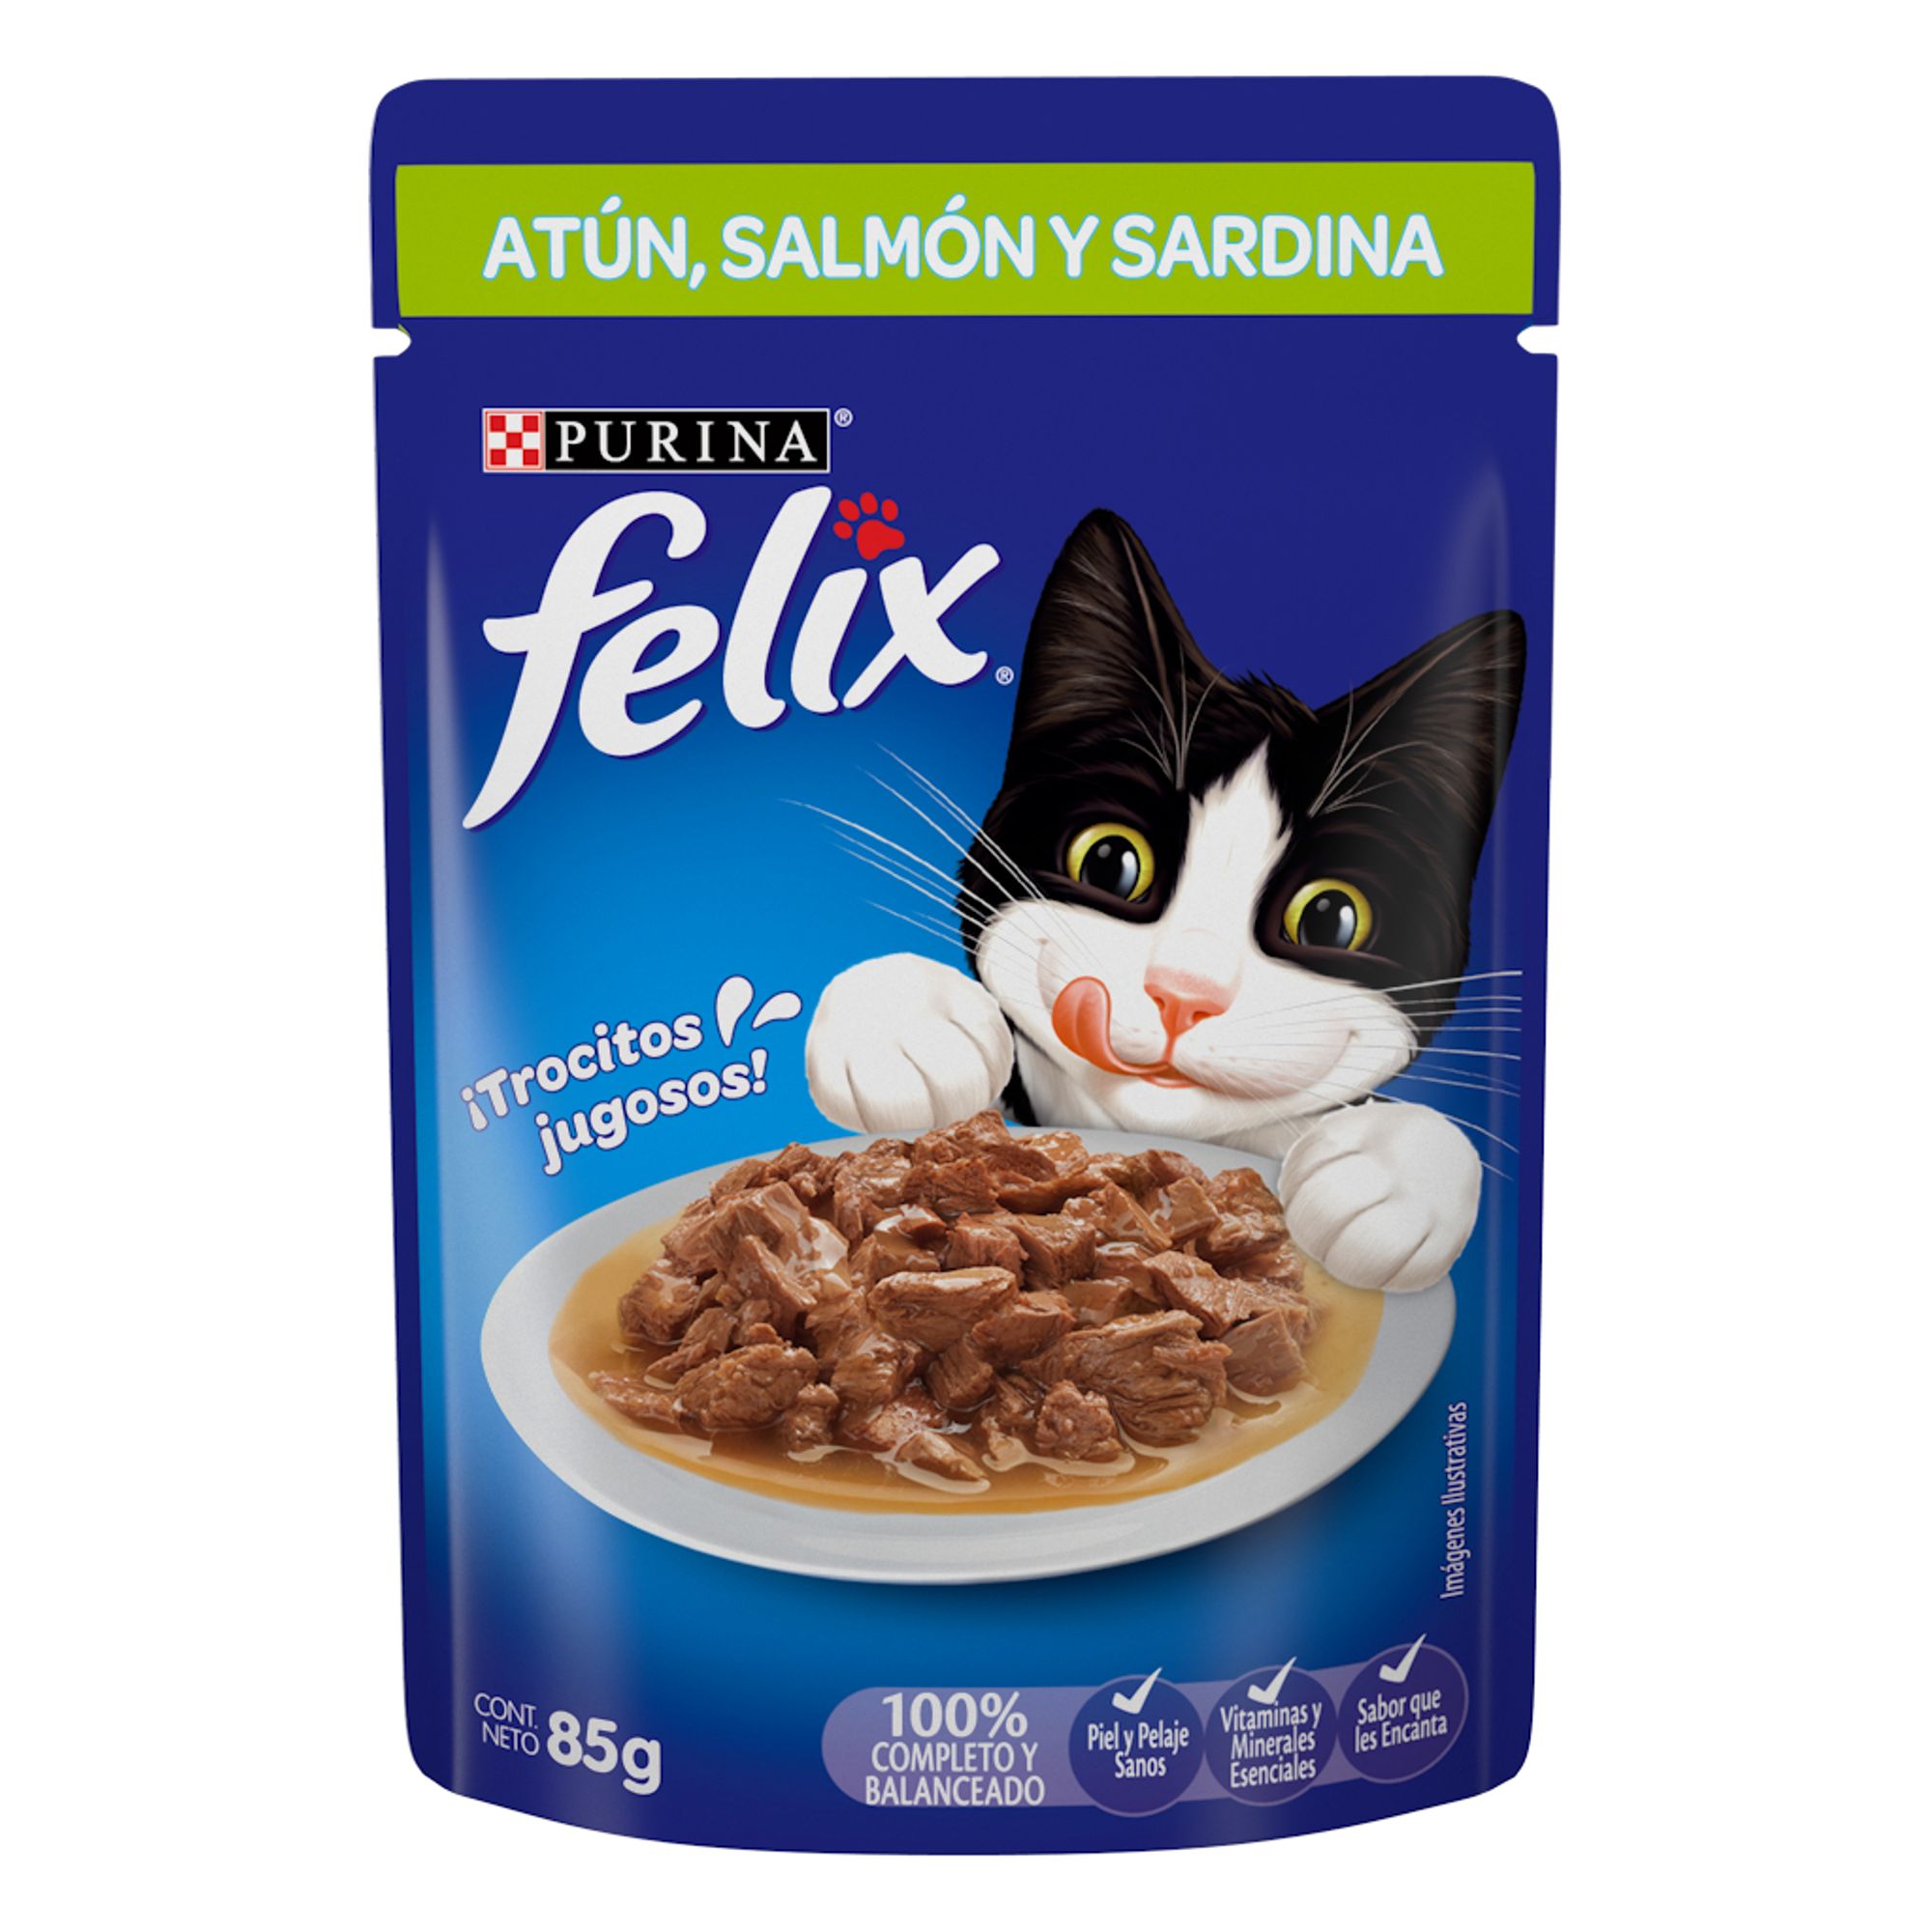 ATÚN, SALMÓN Y SARDINA
PURINA®
felix®
¡Trocitos
jugosos!
Imágenes Ilustrativas
CONT.
NETO 85g
100%
COMPLETO Y
BALANCEADO
Piel y Pelaje
Sanos
Vitaminas y
Minerales
Esenciales
Sabor que
les Encanta